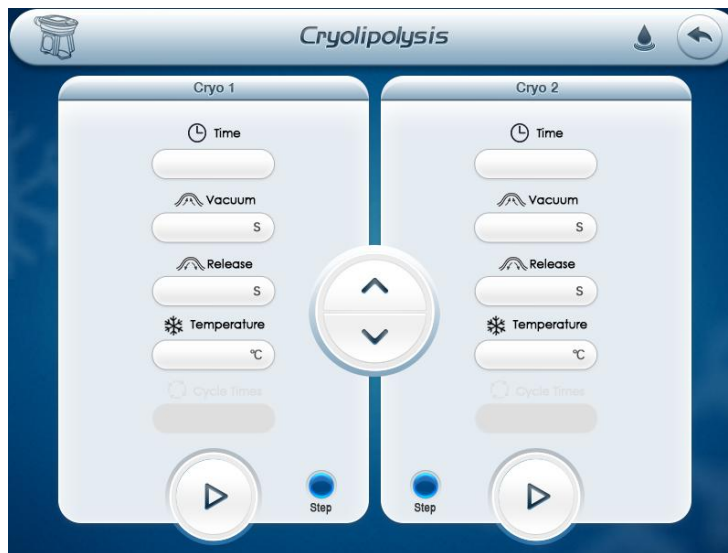 Cryolipolysis
Cryo 1
Time
Vacuum
S
Release
S
Temperature
°C
Cycle Times
Step
Cryo 2
Time
Vacuum
S
Release
S
Temperature
°C
Cycle Times
Step